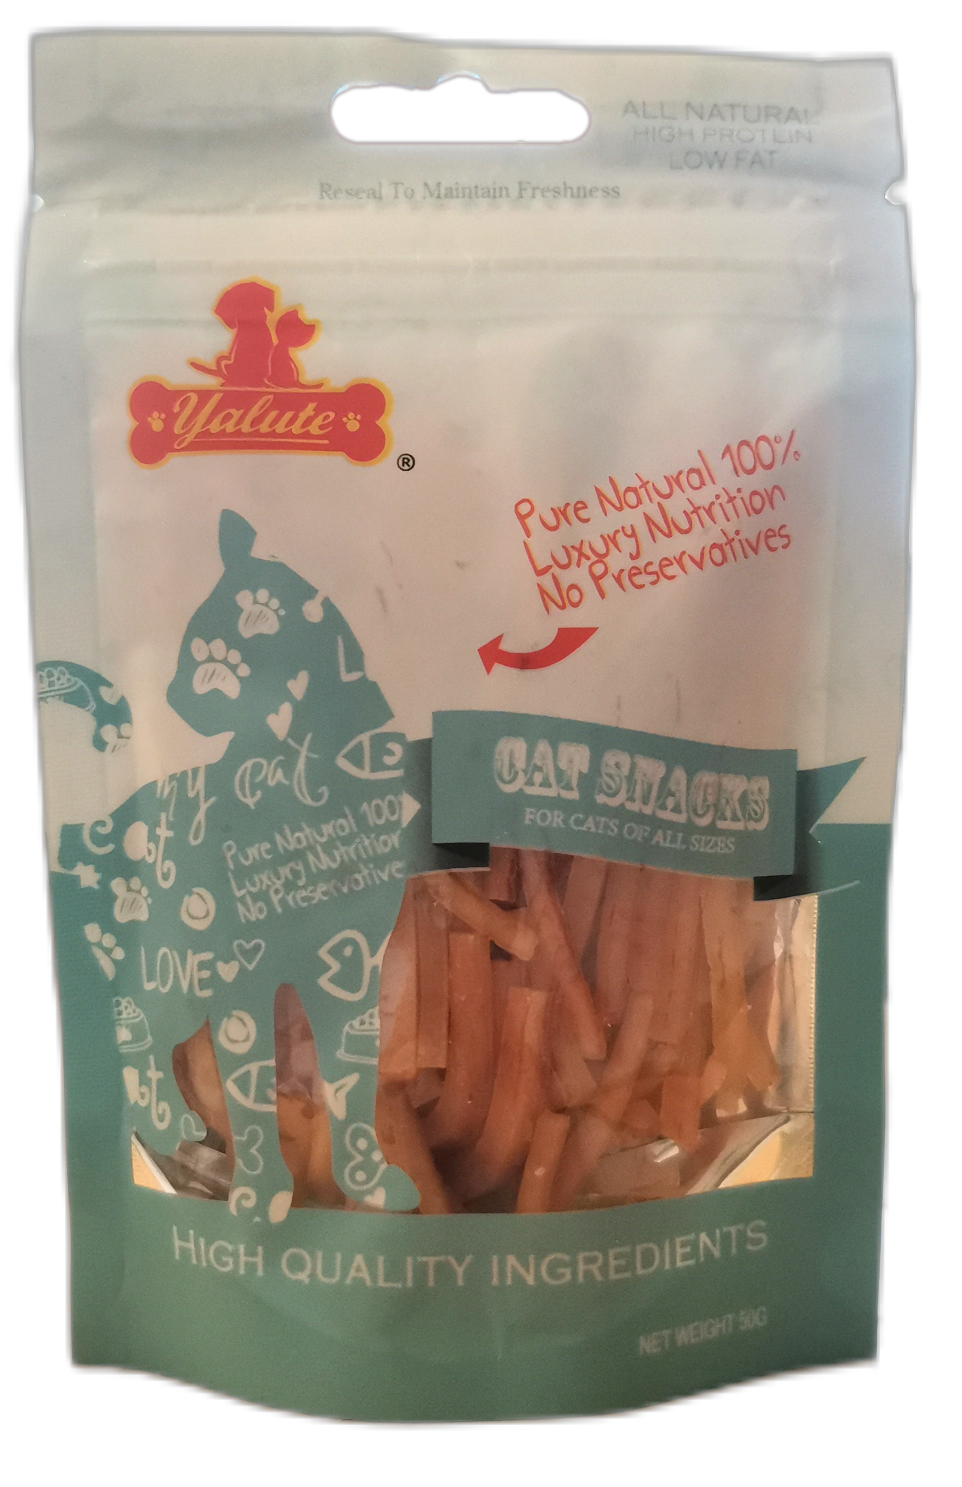 ALL NATURAL
HIGH PROTEIN
LOW FAT
Reseal To Maintain Freshness
Yalute
®
Pure Natural 100%
Luxury Nutrition
No Preservatives
L
my cat
CAT SNACKS
FOR CATS OF ALL SIZES
Pure Natural 100
Luxury Nutrition
No Preservative
LOVE
HIGH QUALITY INGREDIENTS
NET WEIGHT 50G